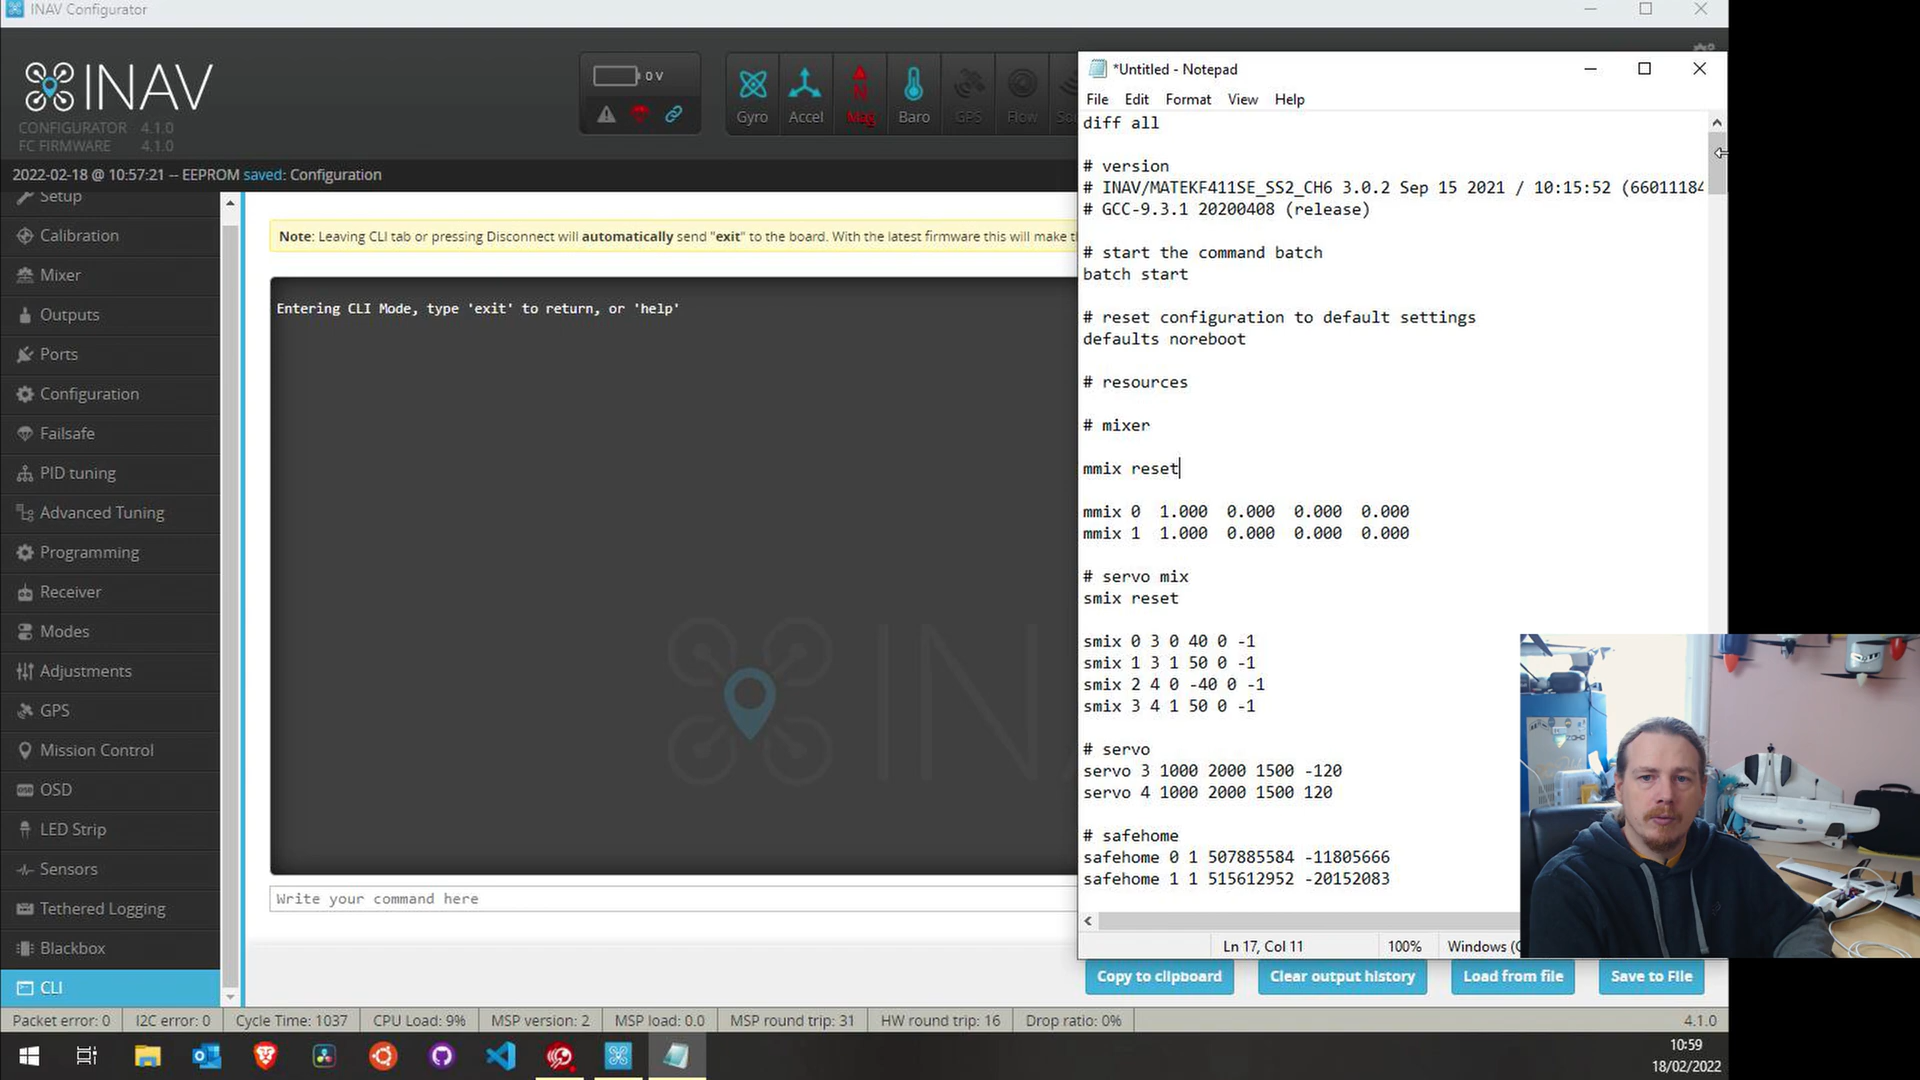 INAV Configurator
INAV
CONFIGURATOR 4.1.0
FC FIRMWARE 4.1.0
0 V
Gyro
Accel
Mag
Baro
GPS
Flow
2022-02-18 @ 10:57:21 -- EEPROM saved: Configuration
Setup
Calibration
Mixer
Outputs
Ports
Configuration
Failsafe
PID tuning
Advanced Tuning
Programming
Receiver
Modes
Adjustments
GPS
Mission Control
OSD
LED Strip
Sensors
Tethered Logging
Blackbox
CLI
Note: Leaving CLI tab or pressing Disconnect will automatically send "exit" to the board. With the latest firmware this will make
Entering CLI Mode, type 'exit' to return, or 'help'
Write your command here
*Untitled - Notepad
File Edit Format View Help
diff all
# version
# INAV/MATEKF411SE_SS2_CH6 3.0.2 Sep 15 2021 / 10:15:52 (66011184
# GCC-9.3.1 20200408 (release)
# start the command batch
batch start
# reset configuration to default settings
defaults noreboot
# resources
# mixer
mmix reset
mmix 0 1.000 0.000 0.000 0.000
mmix 1 1.000 0.000 0.000 0.000
# servo mix
smix reset
smix 0 3 0 40 0 -1
smix 1 3 1 50 0 -1
smix 2 4 0 -40 0 -1
smix 3 4 1 50 0 -1
# servo
servo 3 1000 2000 1500 -120
servo 4 1000 2000 1500 120
# safehome
safehome 0 1 507885584 -11805666
safehome 1 1 515612952 -20152083
Ln 17, Col 11
100%
Windows (
Copy to clipboard
Clear output history
Load from file
Save to File
Packet error: 0
I2C error: 0
Cycle Time: 1037
CPU Load: 9%
MSP version: 2
MSP load: 0.0
MSP round trip: 31
HW round trip: 16
Drop ratio: 0%
4.1.0
10:59
18/02/2022